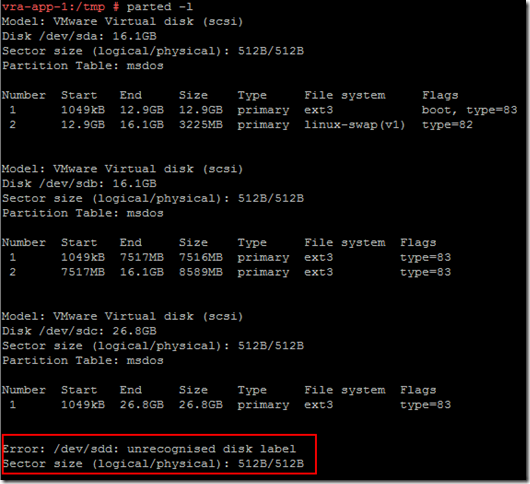 vra-app-1:/tmp # parted -l
Model: VMware Virtual disk (scsi)
Disk /dev/sda: 16.1GB
Sector size (logical/physical): 512B/512B
Partition Table: msdos
Number Start End Size Type File system Flags
1 1049kB 12.9GB 12.9GB primary ext3 boot, type=83
2 12.9GB 16.1GB 3225MB primary linux-swap(v1) type=82
Model: VMware Virtual disk (scsi)
Disk /dev/sdb: 16.1GB
Sector size (logical/physical): 512B/512B
Partition Table: msdos
Number Start End Size Type File system Flags
1 1049kB 7517MB 7516MB primary ext3 type=83
2 7517MB 16.1GB 8589MB primary ext3 type=83
Model: VMware Virtual disk (scsi)
Disk /dev/sdc: 26.8GB
Sector size (logical/physical): 512B/512B
Partition Table: msdos
Number Start End Size Type File system Flags
1 1049kB 26.8GB 26.8GB primary ext3 type=83
Error: /dev/sdd: unrecognised disk label
Sector size (logical/physical): 512B/512B